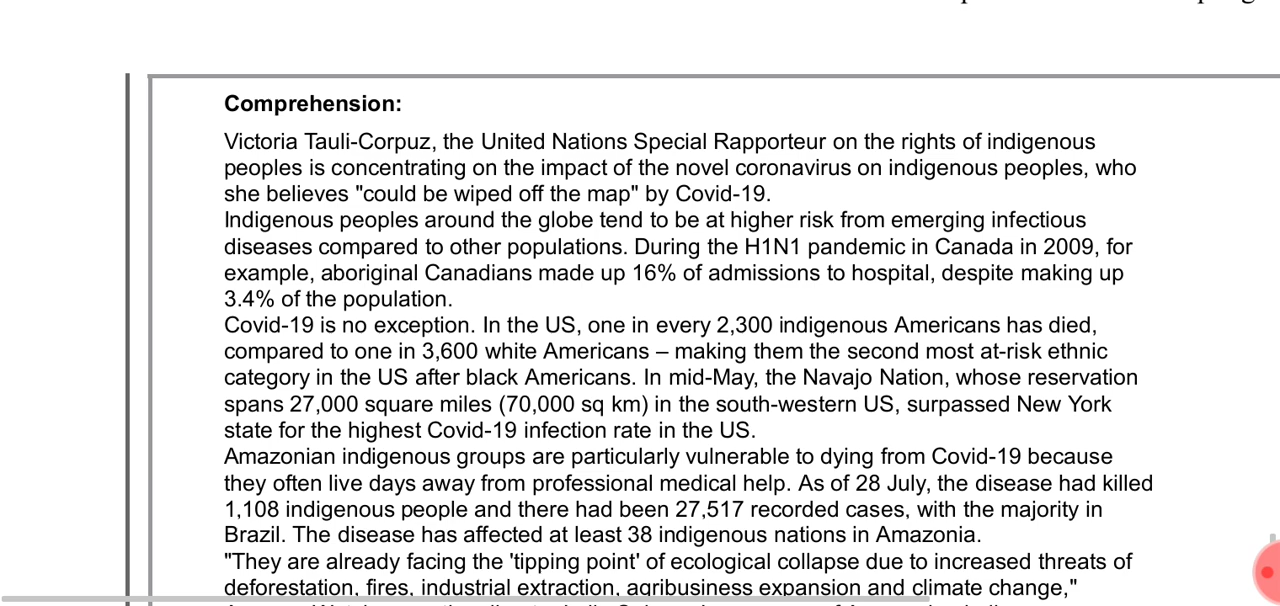 Comprehension:
Victoria Tauli-Corpuz, the United Nations Special Rapporteur on the rights of indigenous
peoples is concentrating on the impact of the novel coronavirus on indigenous peoples, who
she believes "could be wiped off the map" by Covid-19.
Indigenous peoples around the globe tend to be at higher risk from emerging infectious
diseases compared to other populations. During the H1N1 pandemic in Canada in 2009, for
example, aboriginal Canadians made up 16% of admissions to hospital, despite making up
3.4% of the population.
Covid-19 is no exception. In the US, one in every 2,300 indigenous Americans has died,
compared to one in 3,600 white Americans – making them the second most at-risk ethnic
category in the US after black Americans. In mid-May, the Navajo Nation, whose reservation
spans 27,000 square miles (70,000 sq km) in the south-western US, surpassed New York
state for the highest Covid-19 infection rate in the US.
Amazonian indigenous groups are particularly vulnerable to dying from Covid-19 because
they often live days away from professional medical help. As of 28 July, the disease had killed
1,108 indigenous people and there had been 27,517 recorded cases, with the majority in
Brazil. The disease has affected at least 38 indigenous nations in Amazonia.
"They are already facing the 'tipping point' of ecological collapse due to increased threats of
deforestation, fires, industrial extraction, agribusiness expansion and climate change,"